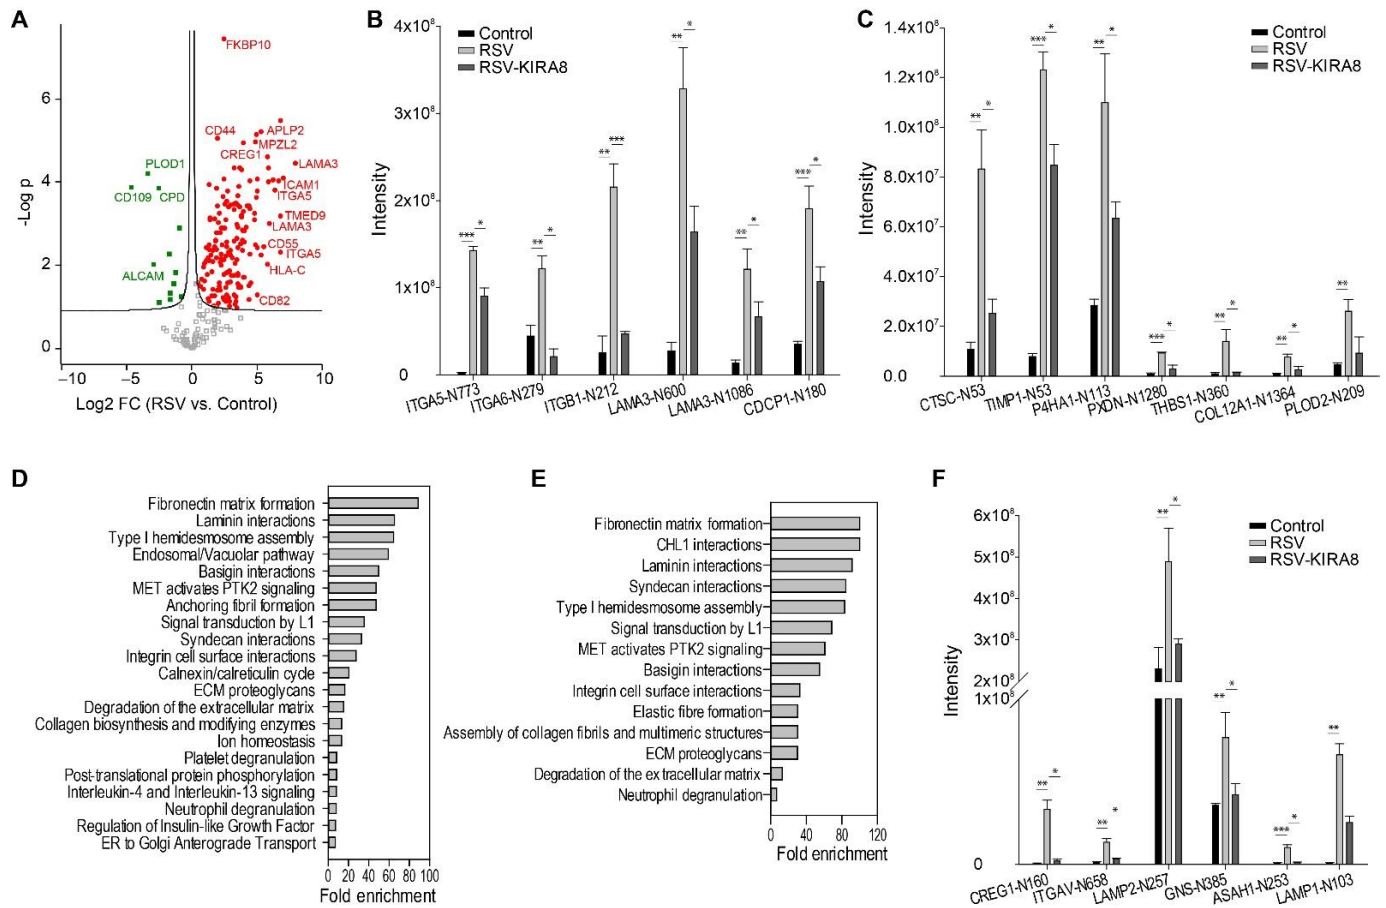 A
-Log p
6
4
2
0
−10
−5
0
5
10
Log2 FC (RSV vs. Control)
FKBP10
CD44
APLP2
MPZL2
CREG1
LAMA3
ICAM1
ITGA5
TMED9
LAMA3
CD55
ITGA5
HLA-C
CD82
PLOD1
CD109
CPD
ALCAM
B
Control
RSV
RSV-KIRA8
Intensity
4x10⁸
3x10⁸
2x10⁸
1x10⁸
0
*** *
** *
** ***
** *
** *
*** *
ITGA5-N773
ITGA6-N279
ITGB1-N212
LAMA3-N600
LAMA3-N1086
CDCP1-N180
C
Control
RSV
RSV-KIRA8
Intensity
1.4x10⁸
1.2x10⁸
1.0x10⁸
8.0x10⁷
6.0x10⁷
4.0x10⁷
2.0x10⁷
0.0
** *
*** *
** *
*** *
** *
** *
**
CTSC-N53
TIMP1-N53
P4HA1-N113
PXDN-N1280
THBS1-N360
COL12A1-N1364
PLOD2-N209
D
Fibronectin matrix formation
Laminin interactions
Type I hemidesmosome assembly
Endosomal/Vacuolar pathway
Basigin interactions
MET activates PTK2 signaling
Anchoring fibril formation
Signal transduction by L1
Syndecan interactions
Integrin cell surface interactions
Calnexin/calreticulin cycle
ECM proteoglycans
Degradation of the extracellular matrix
Collagen biosynthesis and modifying enzymes
Ion homeostasis
Platelet degranulation
Post-translational protein phosphorylation
Interleukin-4 and Interleukin-13 signaling
Neutrophil degranulation
Regulation of Insulin-like Growth Factor
ER to Golgi Anterograde Transport
0 20 40 60 80 100
Fold enrichment
E
Fibronectin matrix formation
CHL1 interactions
Laminin interactions
Syndecan interactions
Type I hemidesmosome assembly
Signal transduction by L1
MET activates PTK2 signaling
Basigin interactions
Integrin cell surface interactions
Elastic fibre formation
Assembly of collagen fibrils and multimeric structures
ECM proteoglycans
Degradation of the extracellular matrix
Neutrophil degranulation
0 40 80 120
Fold enrichment
F
Control
RSV
RSV-KIRA8
Intensity
6x10⁸
5x10⁸
4x10⁸
3x10⁸
2x10⁸
1x10⁸
0
** *
** *
** *
** *
*** *
**
CREG1-N160
ITGAV-N658
LAMP2-N257
GNS-N385
ASAH1-N253
LAMP1-N103